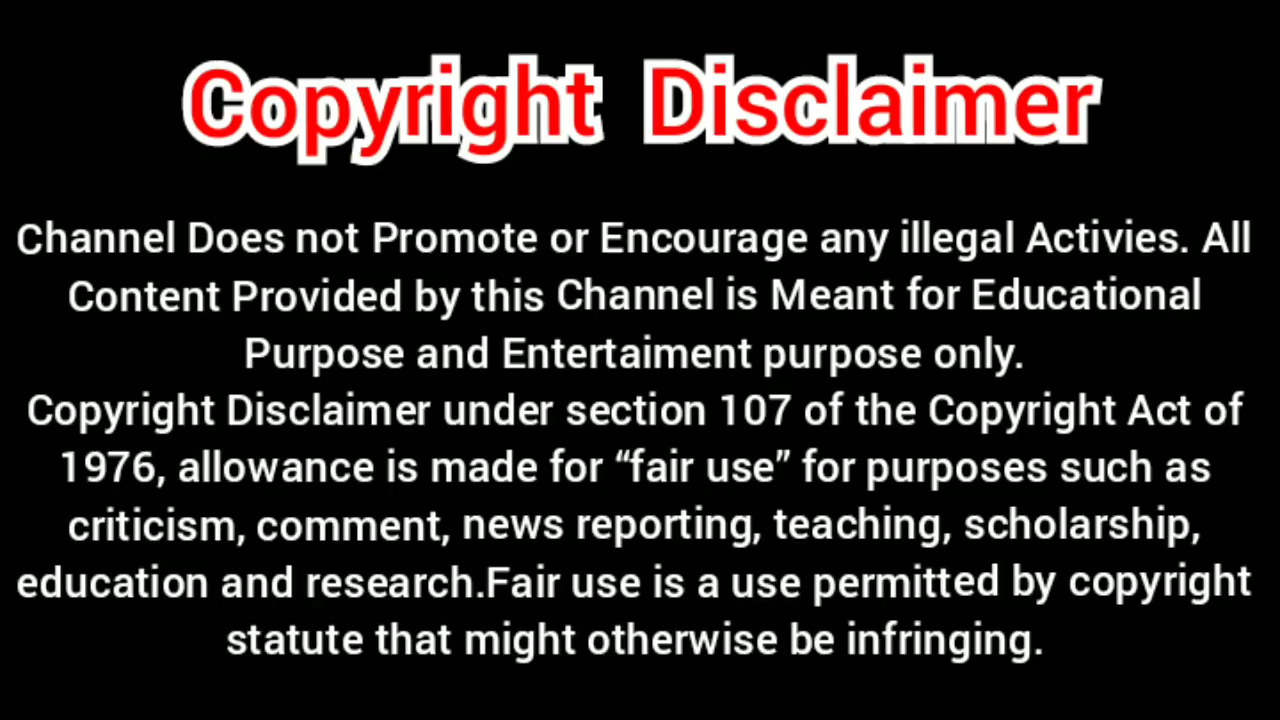 Copyright Disclaimer
Channel Does not Promote or Encourage any illegal Activies. All
Content Provided by this Channel is Meant for Educational
Purpose and Entertaiment purpose only.
Copyright Disclaimer under section 107 of the Copyright Act of
1976, allowance is made for “fair use” for purposes such as
criticism, comment, news reporting, teaching, scholarship,
education and research.Fair use is a use permitted by copyright
statute that might otherwise be infringing.